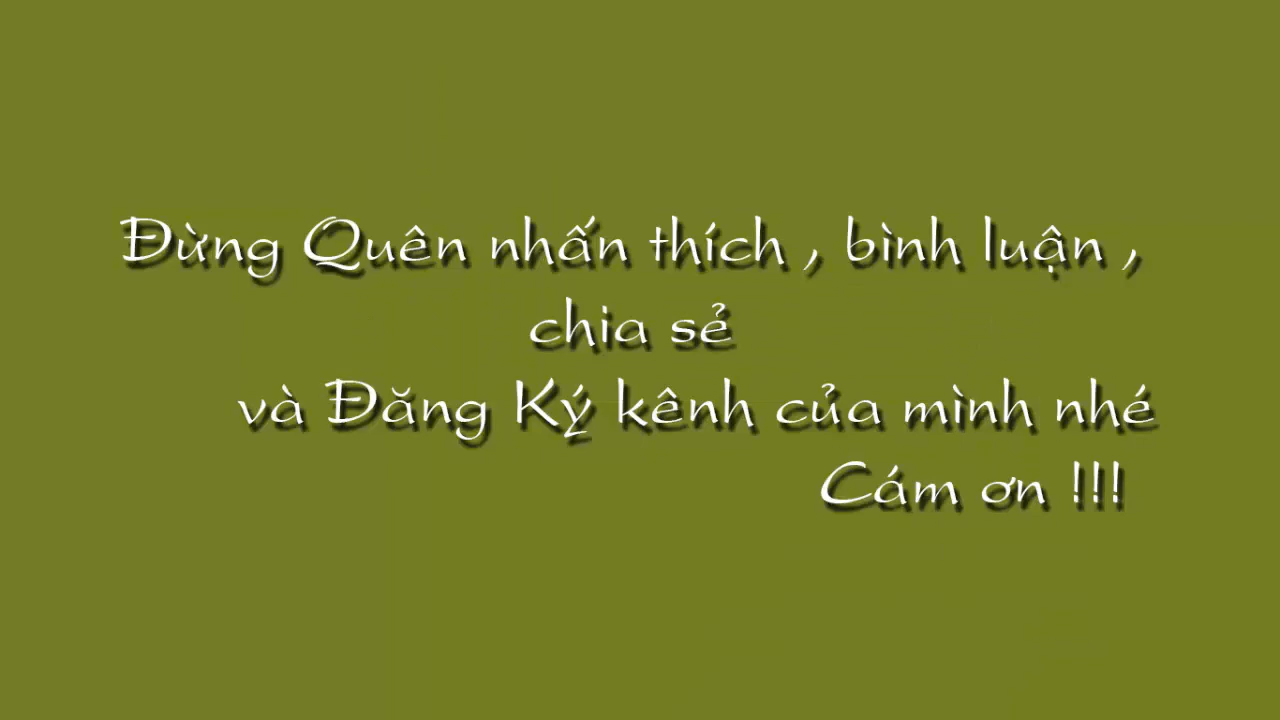 Đừng Quên nhấn thích , bình luận ,
chia sẻ
và Đăng Ký kênh của mình nhé
Cám ơn !!!